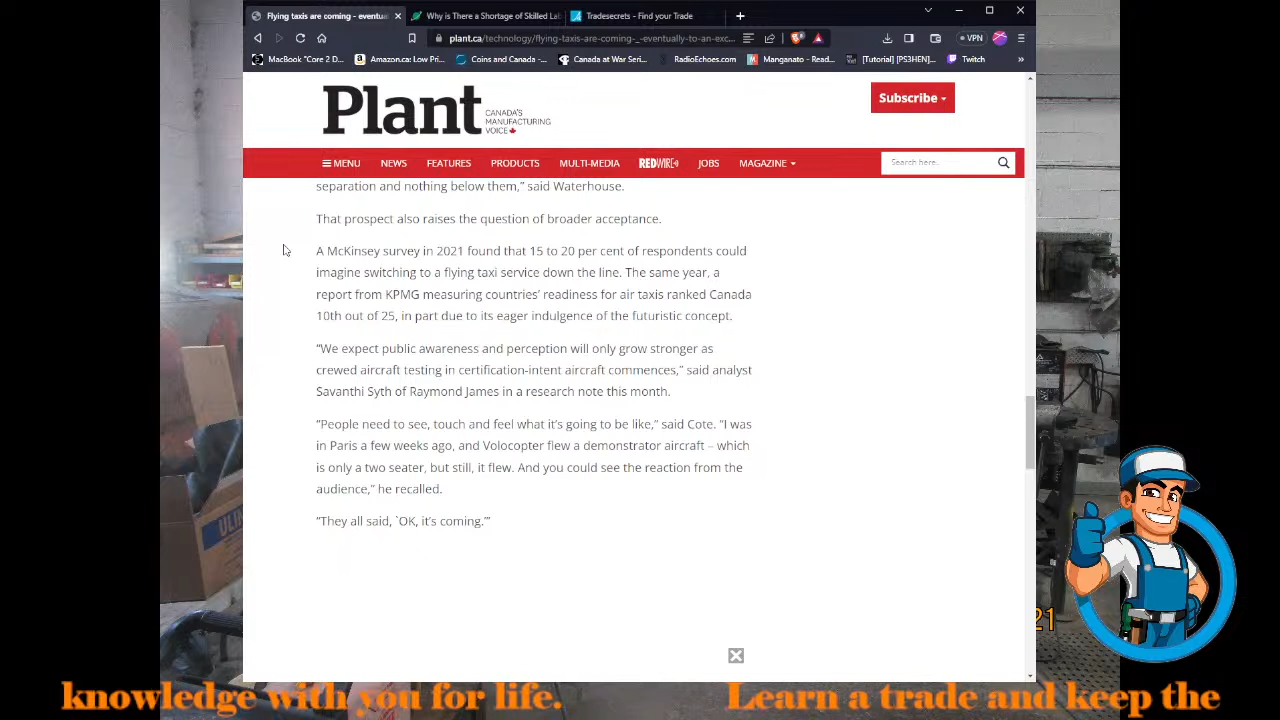 Flying taxis are coming - eventua
Why is There a Shortage of Skilled Lab
Tradesecrets - Find your Trade
plant.ca/technology/flying-taxis-are-coming-_-eventually-to-an-exc...
VPN
MacBook "Core 2 D...
Amazon.ca: Low Pri...
Coins and Canada -...
Canada at War Seri...
RadioEchoes.com
Manganato - Read...
[Tutorial] [PS3HEN]...
Twitch
Plant
CANADA'S
MANUFACTURING
VOICE
Subscribe
MENU
NEWS
FEATURES
PRODUCTS
MULTI-MEDIA
REDWIRE
JOBS
MAGAZINE
Search here..
separation and nothing below them,” said Waterhouse.
That prospect also raises the question of broader acceptance.
A McKinsey survey in 2021 found that 15 to 20 per cent of respondents could
imagine switching to a flying taxi service down the line. The same year, a
report from KPMG measuring countries’ readiness for air taxis ranked Canada
10th out of 25, in part due to its eager indulgence of the futuristic concept.
“We expect public awareness and perception will only grow stronger as
crewed aircraft testing in certification-intent aircraft commences,” said analyst
Savanthi Syth of Raymond James in a research note this month.
“People need to see, touch and feel what it’s going to be like,” said Cote. “I was
in Paris a few weeks ago, and Volocopter flew a demonstrator aircraft – which
is only a two seater, but still, it flew. And you could see the reaction from the
audience,” he recalled.
“They all said, `OK, it’s coming.’”
21
knowledge with you for life.
Learn a trade and keep the